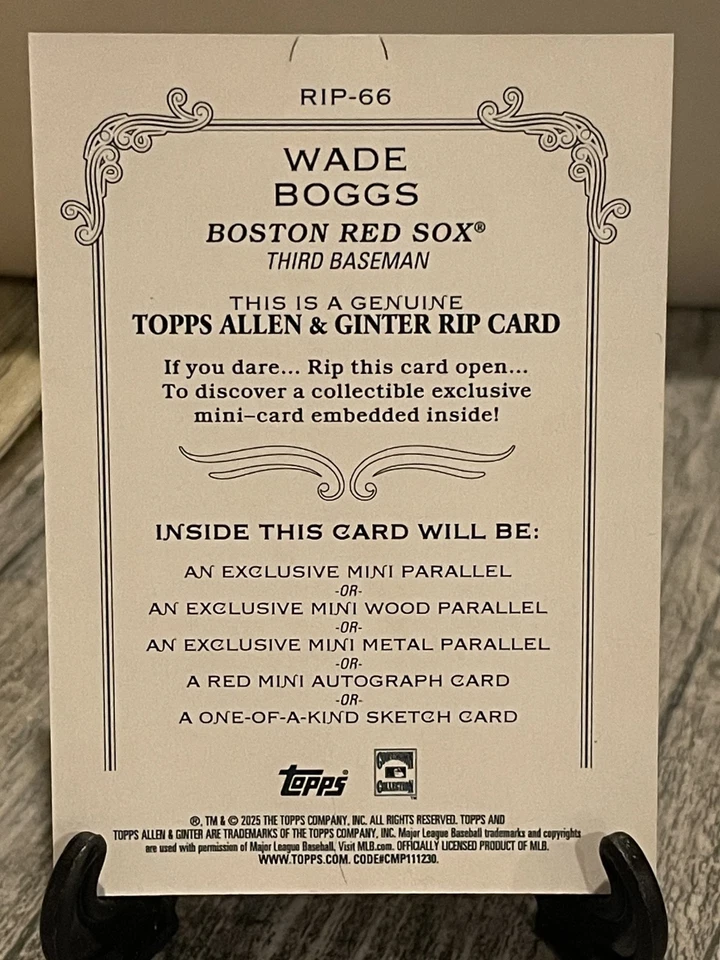 RIP-66
WADE
BOGGS
BOSTON RED SOX®
THIRD BASEMAN
THIS IS A GENUINE
TOPPS ALLEN & GINTER RIP CARD
If you dare... Rip this card open...
To discover a collectible exclusive
mini-card embedded inside!
INSIDE THIS CARD WILL BE:
AN EXCLUSIVE MINI PARALLEL
-OR-
AN EXCLUSIVE MINI WOOD PARALLEL
-OR-
AN EXCLUSIVE MINI METAL PARALLEL
-OR-
A RED MINI AUTOGRAPH CARD
-OR-
A ONE-OF-A-KIND SKETCH CARD
Topps®
COOPERSTOWN
COLLECTION
TM
®, TM & © 2025 THE TOPPS COMPANY, INC. ALL RIGHTS RESERVED. TOPPS AND
TOPPS ALLEN & GINTER ARE TRADEMARKS OF THE TOPPS COMPANY, INC. Major League Baseball trademarks and copyrights
are used with permission of Major League Baseball. Visit MLB.com. OFFICIALLY LICENSED PRODUCT OF MLB.
WWW.TOPPS.COM. CODE#CMP111230.